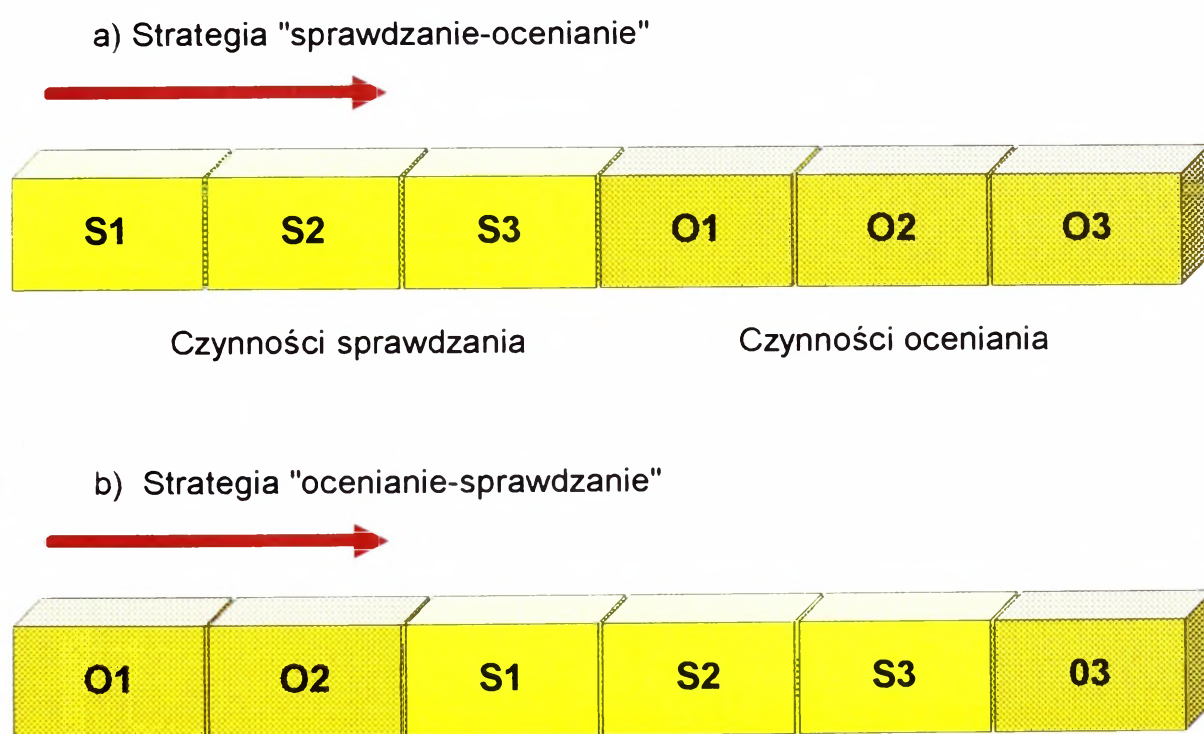 a) Strategia "sprawdzanie-ocenianie"
S1 S2 S3 O1 O2 O3
Czynności sprawdzania Czynności oceniania
b) Strategia "ocenianie-sprawdzanie"
O1 O2 S1 S2 S3 03